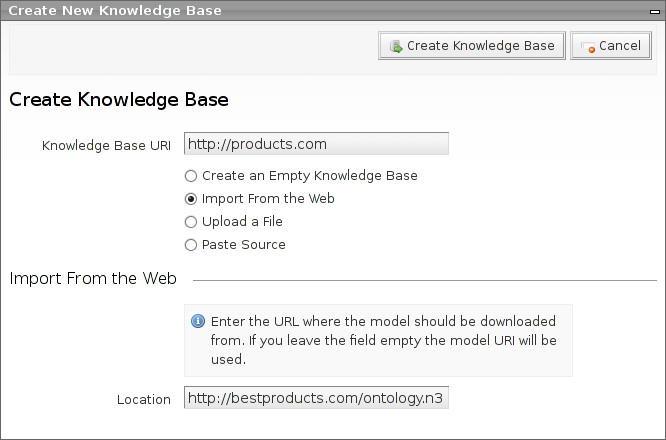 Create New Knowledge Base
Create Knowledge Base Cancel
Create Knowledge Base
Knowledge Base URI http://products.com
Create an Empty Knowledge Base
Import From the Web
Upload a File
Paste Source
Import From the Web
Enter the URL where the model should be downloaded
from. If you leave the field empty the model URI will be
used.
Location http://bestproducts.com/ontology.n3